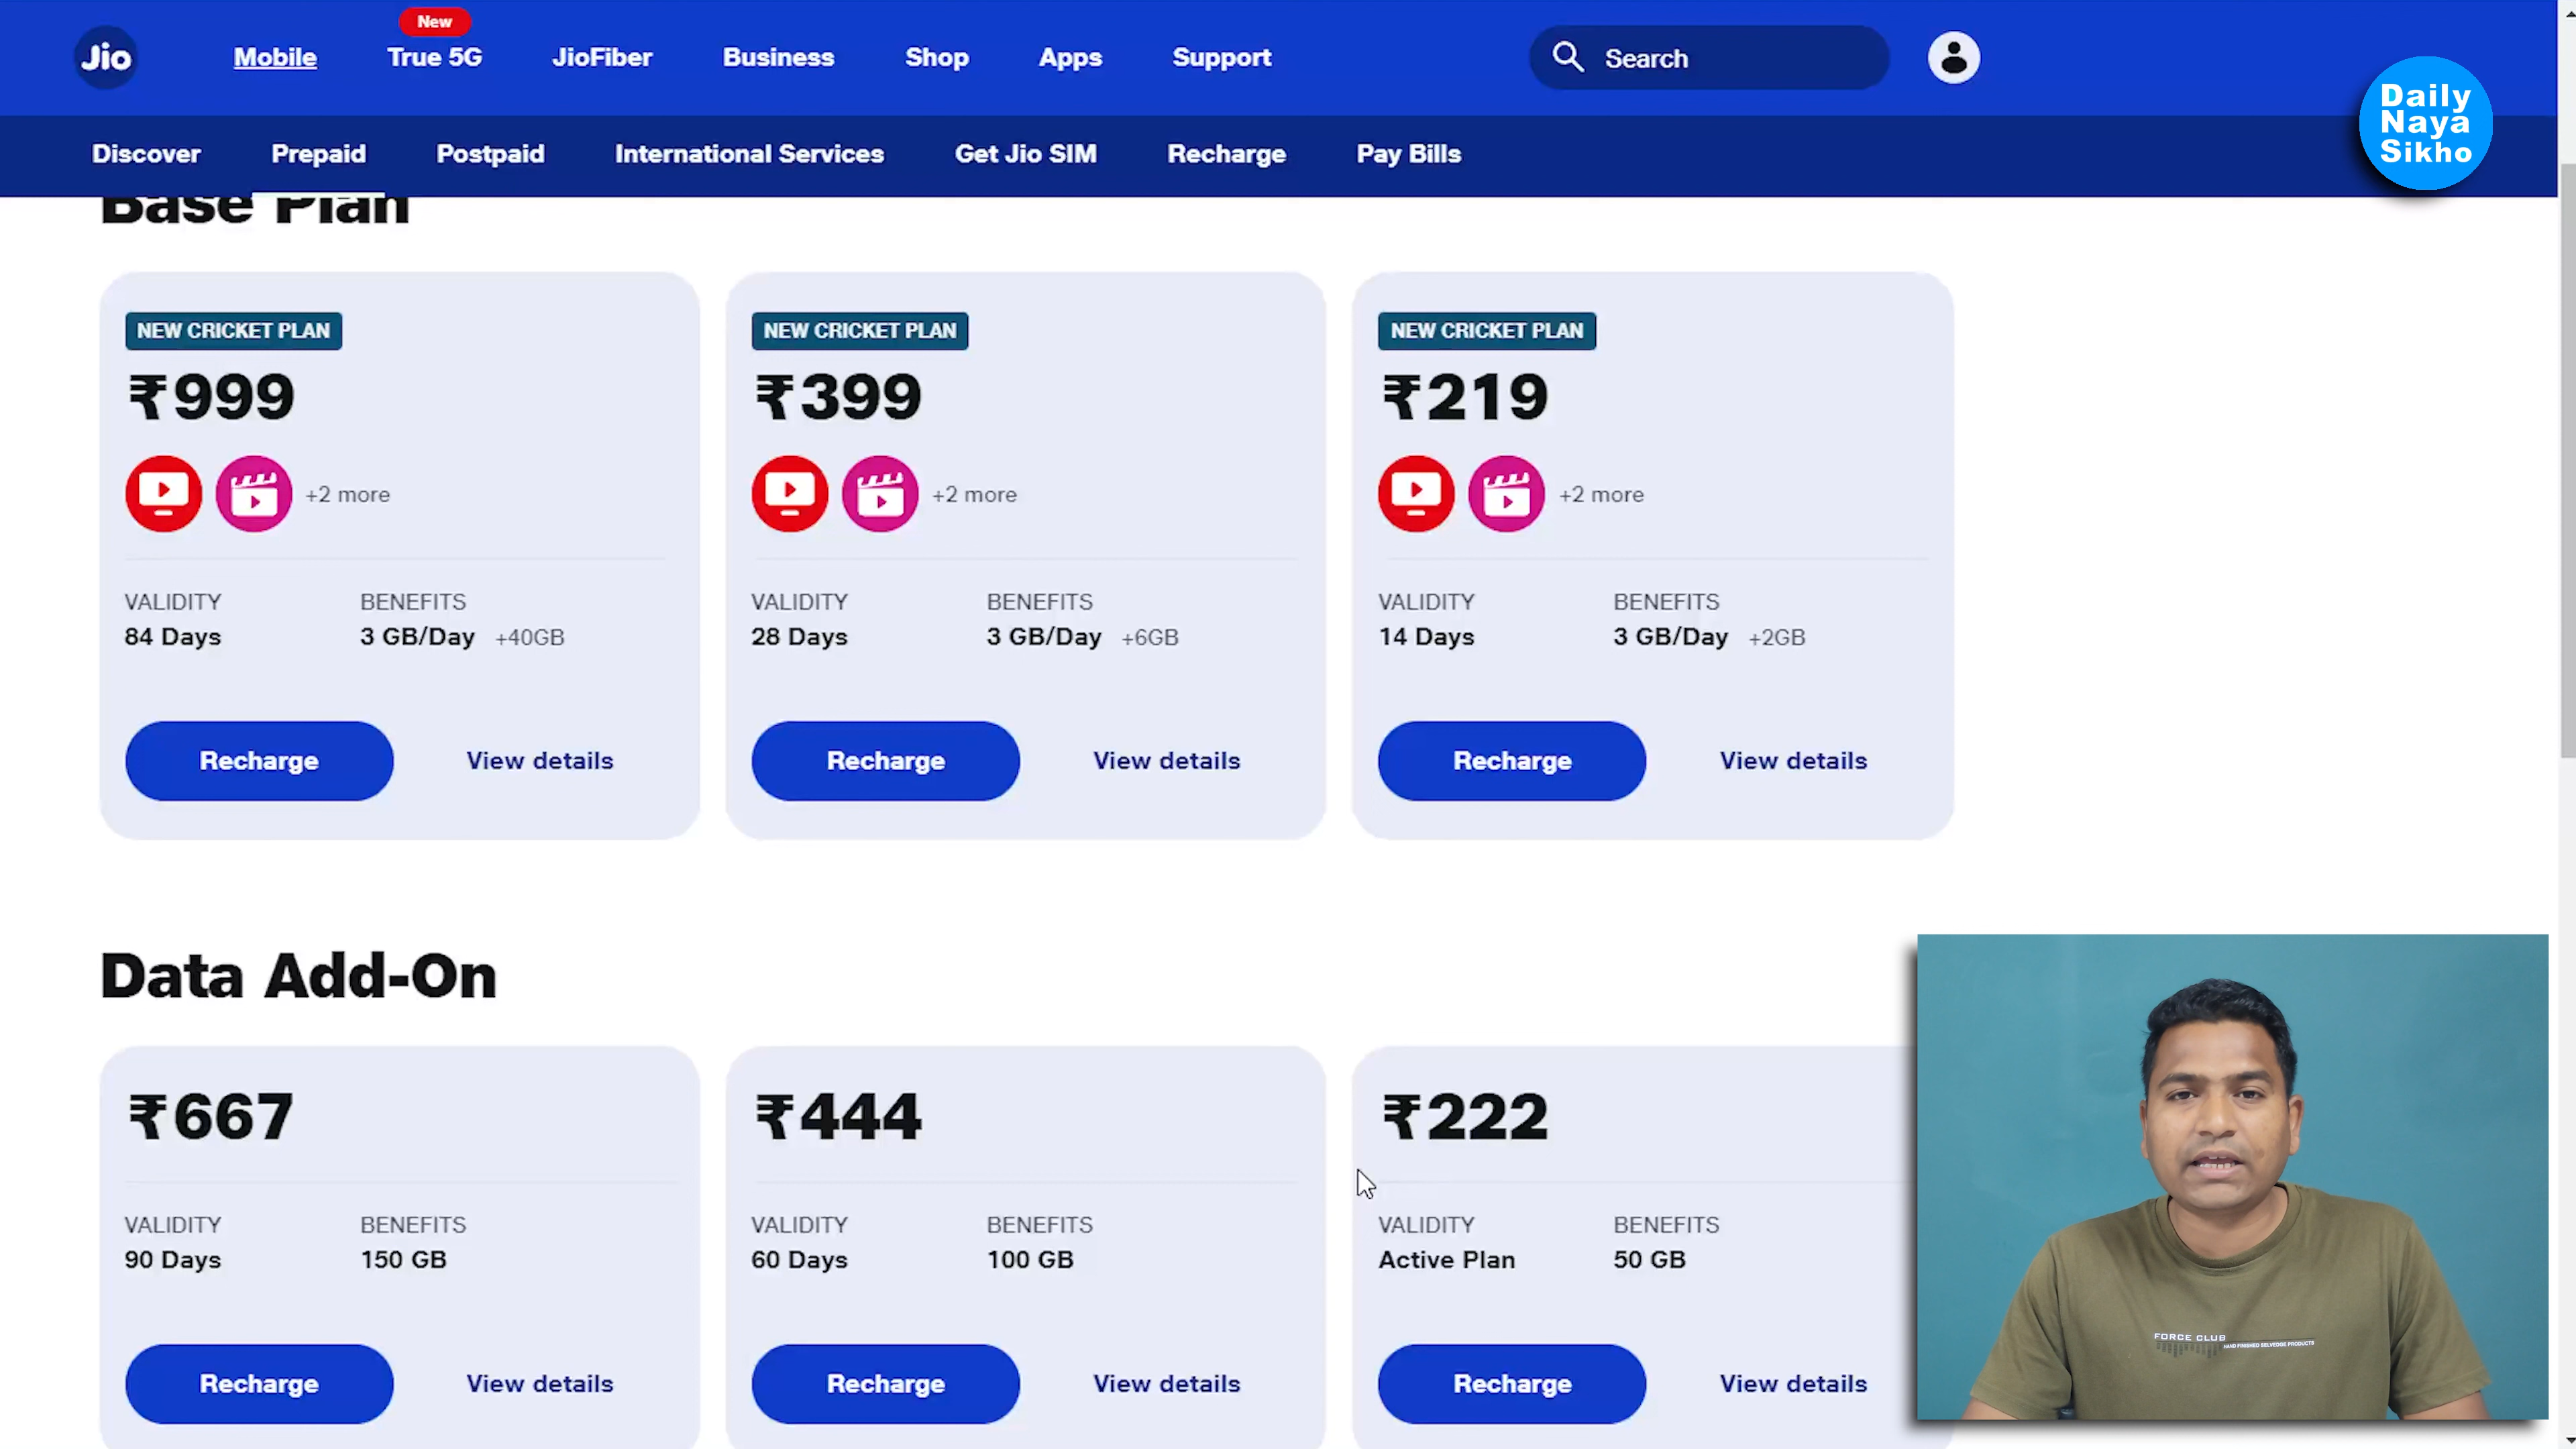 New
Jio Mobile True 5G JioFiber Business Shop Apps Support Search
Daily
Naya
Sikho
Discover Prepaid Postpaid International Services Get Jio SIM Recharge Pay Bills
Base Plan
NEW CRICKET PLAN NEW CRICKET PLAN NEW CRICKET PLAN
₹999 ₹399 ₹219
+2 more +2 more +2 more
VALIDITY BENEFITS VALIDITY BENEFITS VALIDITY BENEFITS
84 Days 3 GB/Day +40GB 28 Days 3 GB/Day +6GB 14 Days 3 GB/Day +2GB
Recharge View details Recharge View details Recharge View details
Data Add-On
₹667 ₹444 ₹222
VALIDITY BENEFITS VALIDITY BENEFITS VALIDITY BENEFITS
90 Days 150 GB 60 Days 100 GB Active Plan 50 GB
Recharge View details Recharge View details Recharge View details
FORCE CLUB
HAND FINISHED SELVEDGE PRODUCTS